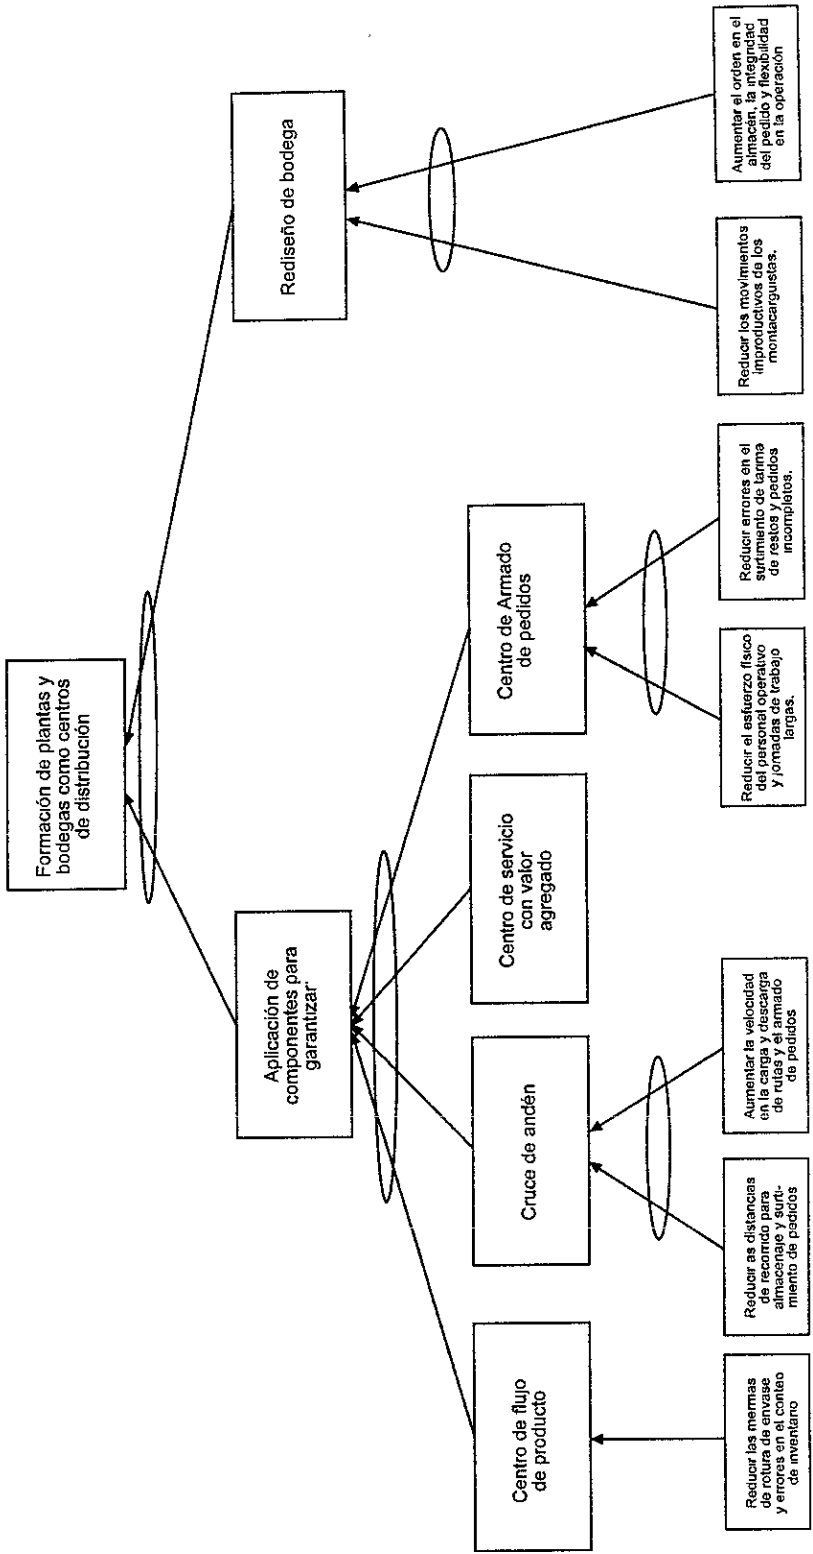 Formación de plantas y
bodegas como centros
de distribución
Aplicación de
componentes para
garantizar:
Rediseño de bodega
Centro de flujo
de producto
Cruce de andén
Centro de servicio
con valor
agregado
Centro de Armado
de pedidos
Reducir las mermas
de rotura de envase
y errores en el conteo
de inventario
Reducir as distancias
de recorrido para
almacenaje y surti-
miento de pedidos
Aumentar la velocidad
en la carga y descarga
de rutas y el armado
de pedidos
Reducir el esfuerzo físico
del personal operativo
y jornadas de trabajo
largas.
Reducir errores en el
surtimiento de tarima
de restos y pedidos
incompletos.
Reducir los movimientos
improductivos de los
montacarguistas.
Aumentar el orden en el
almacén, la integridad
del pedido y flexibilidad
en la operación